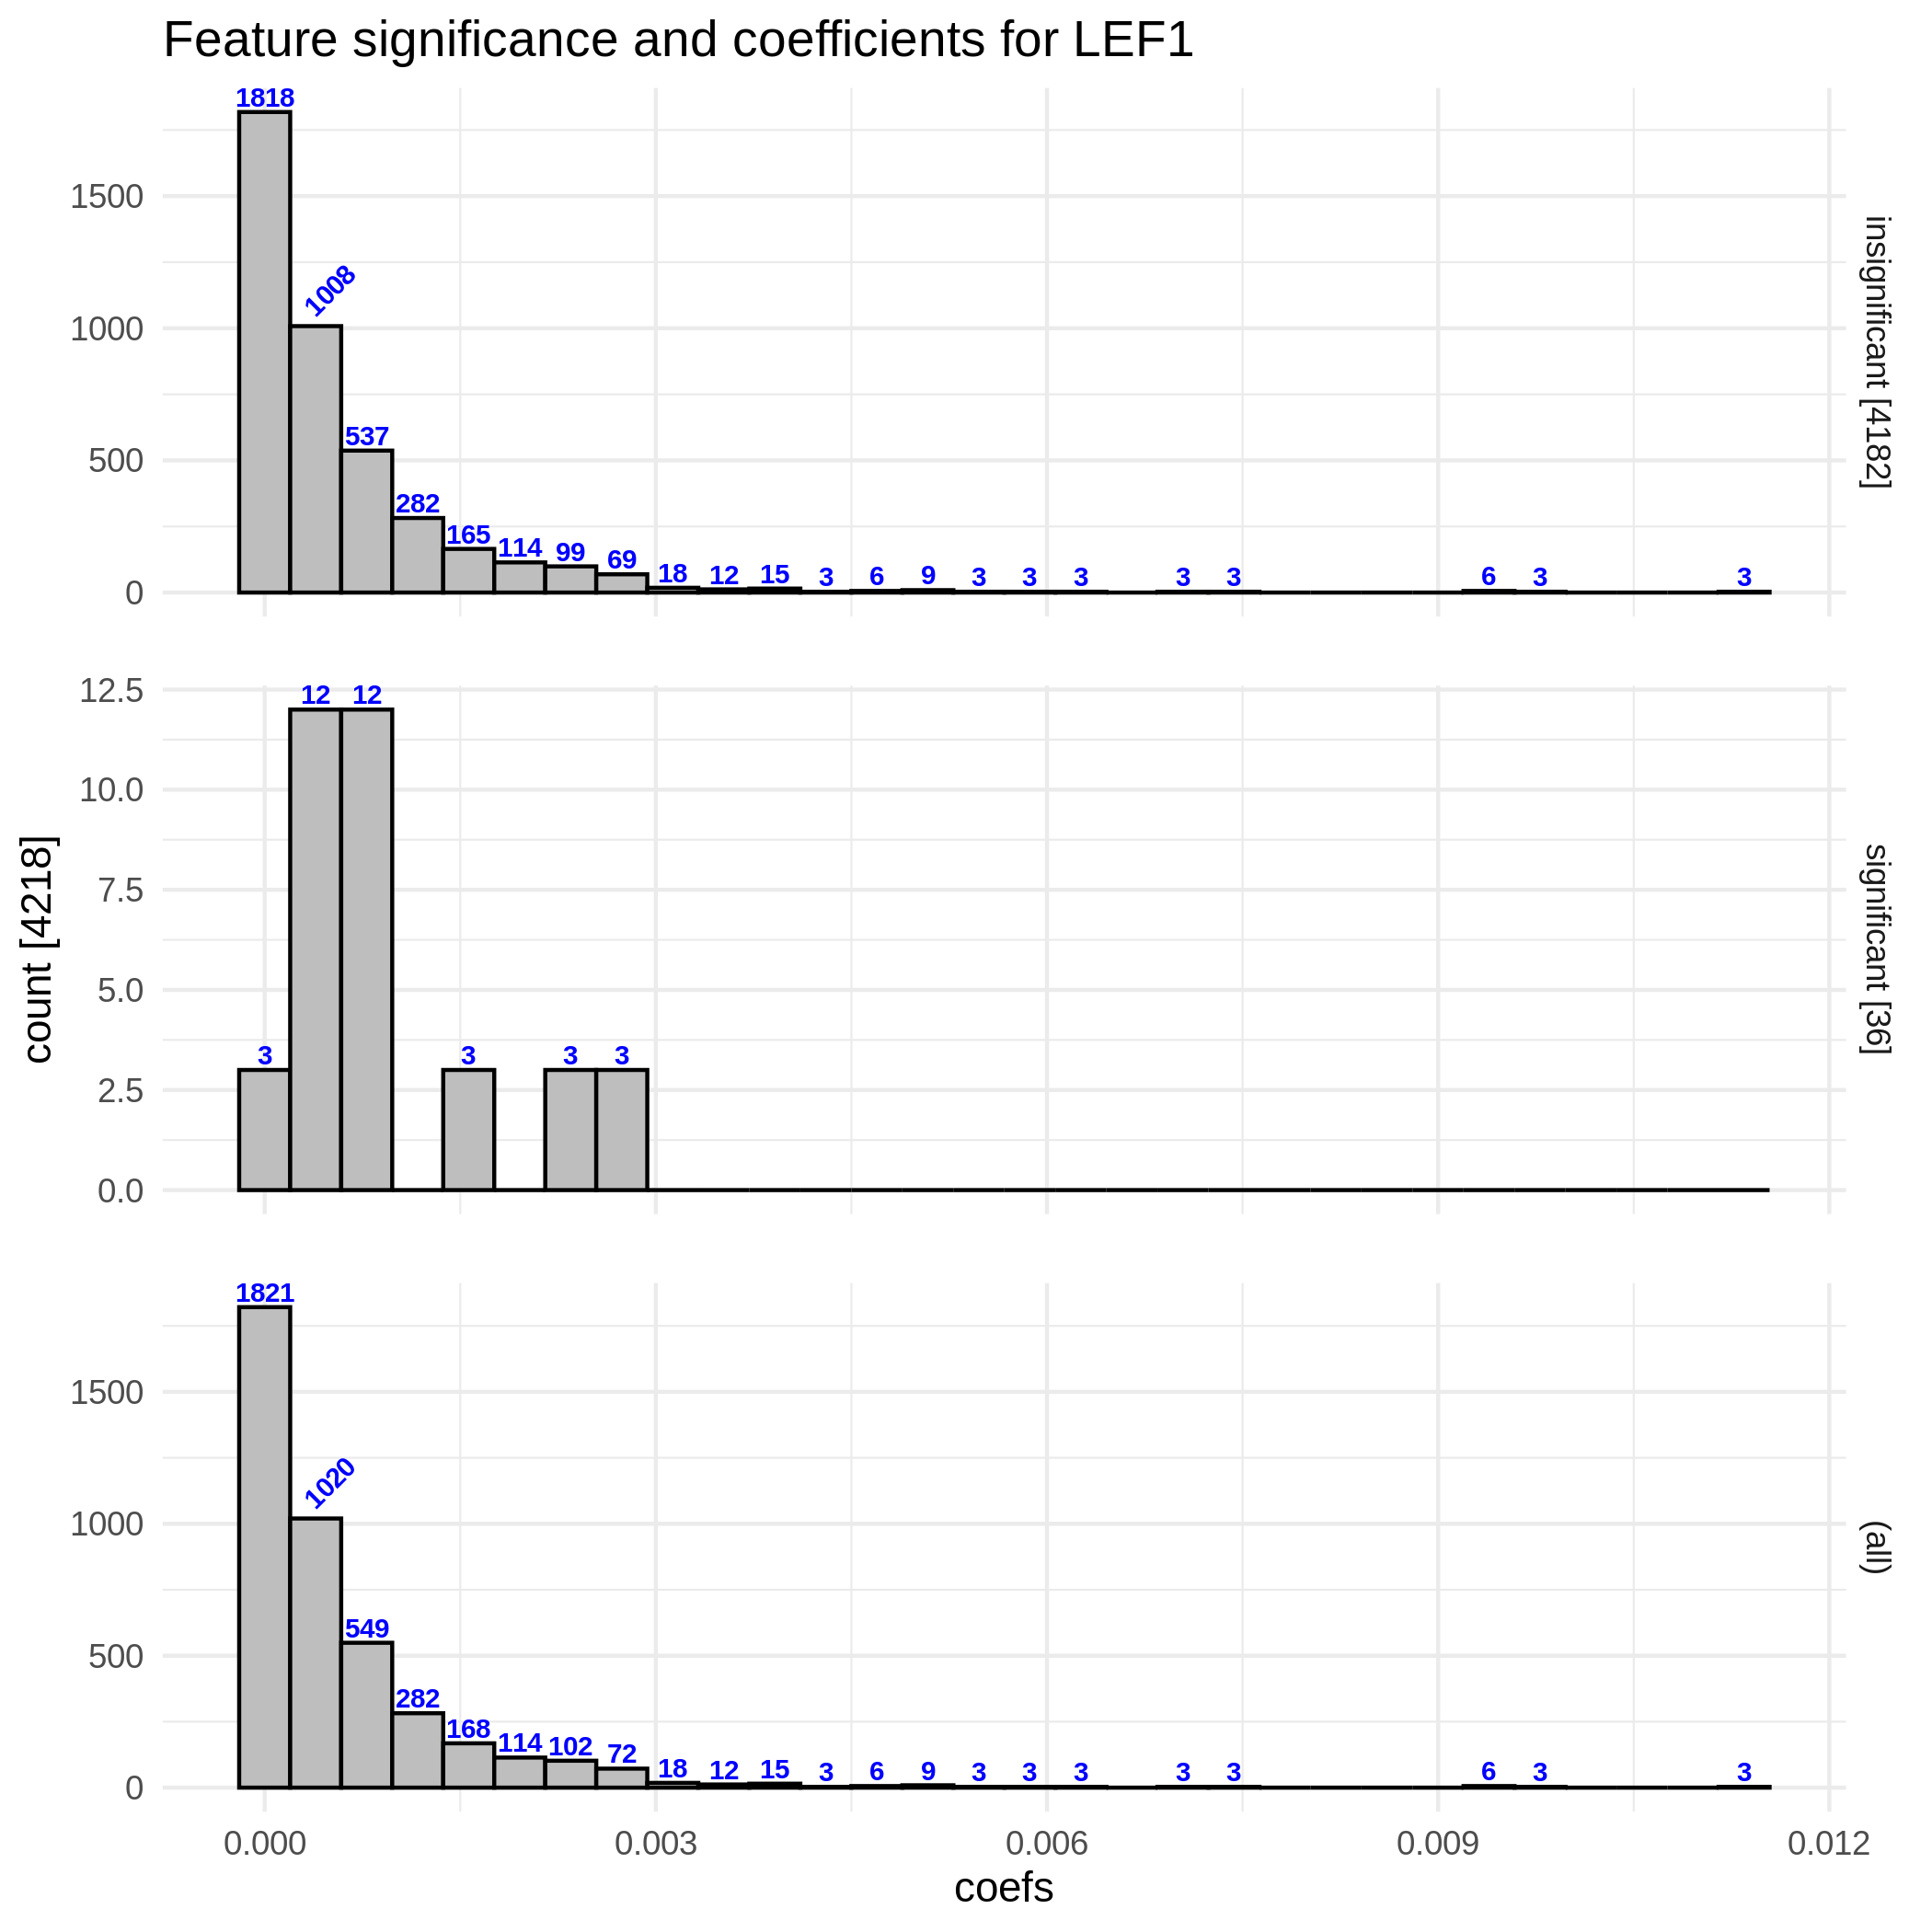 Feature significance and coefficients for LEF1
1818
1500
1008
1000
537
500
282
165 114 99 69 18 12 15 3 6 9 3 3 3 3 3 6 3 3
0
insignificant [4182]
12.5
12 12
10.0
7.5
5.0
3 3 3 3
2.5
0.0
significant [36]
count [4218]
1821
1500
1020
1000
549
500
282
168 114 102 72 18 12 15 3 6 9 3 3 3 3 3 6 3 3
0
(all)
0.000 0.003 0.006 0.009 0.012
coefs